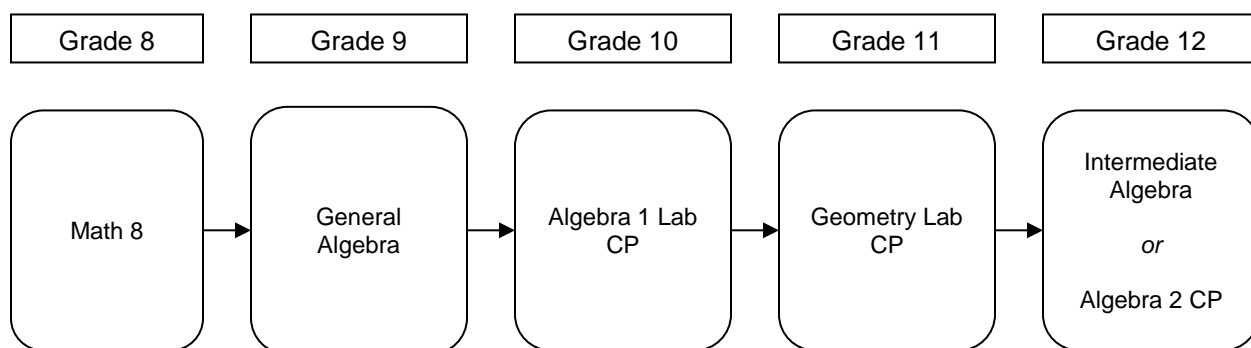 Grade 8
Grade 9
Grade 10
Grade 11
Grade 12
Math 8
General
Algebra
Algebra 1 Lab
CP
Geometry Lab
CP
Intermediate
Algebra
or
Algebra 2 CP